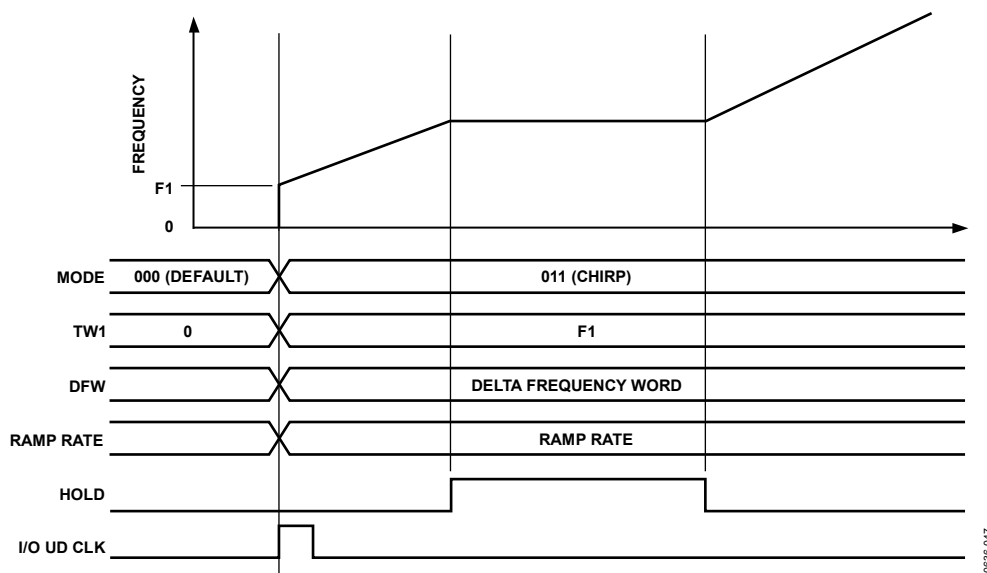 FREQUENCY
F1
0
MODE 000 (DEFAULT) 011 (CHIRP)
TW1 0 F1
DFW DELTA FREQUENCY WORD
RAMP RATE RAMP RATE
HOLD
I/O UD CLK